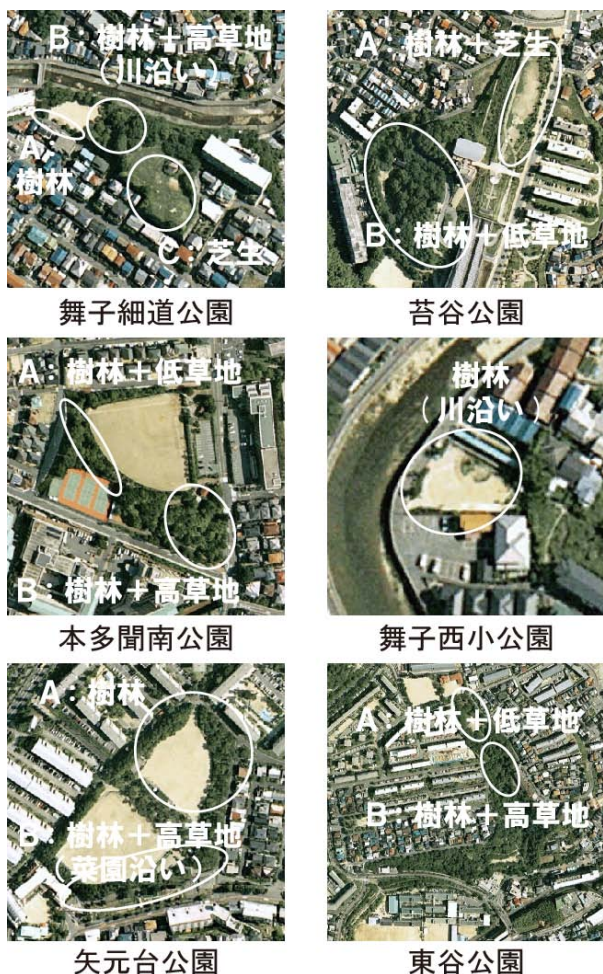 B：樹林＋高草地
（川沿い）
A：
樹林
C：芝生
舞子細道公園
A：樹林＋芝生
B：樹林＋低草地
苔谷公園
A：樹林＋低草地
B：樹林＋高草地
本多聞南公園
樹林
（川沿い）
舞子西小公園
A：樹林
B：樹林＋高草地
（菜園沿い）
矢元台公園
A：樹林＋低草地
B：樹林＋高草地
東谷公園